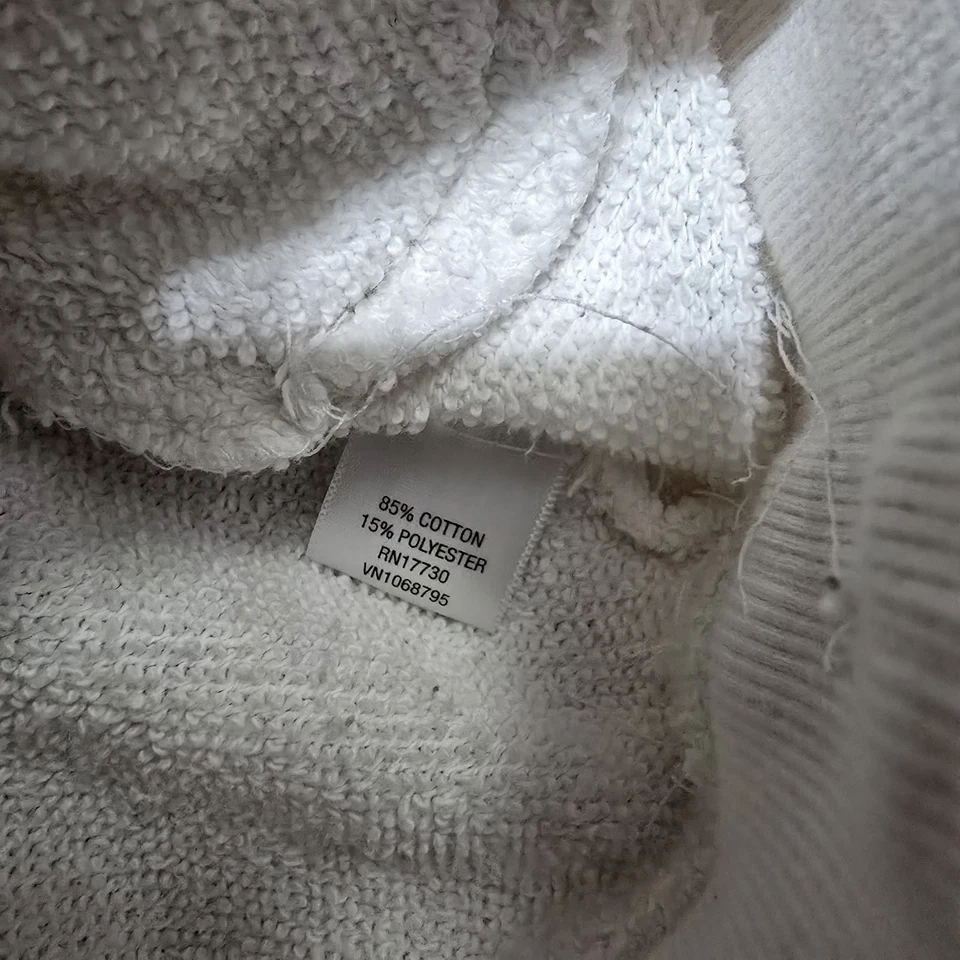 85% COTTON
15% POLYESTER
RN17730
VN1068795